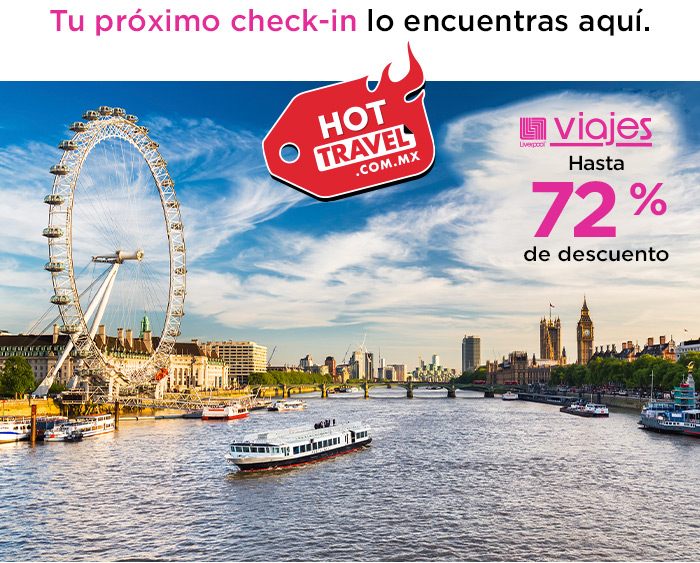 Tu próximo check-in lo encuentras aquí.
HOT
TRAVEL
.COM.MX
Liverpool
viajes
Hasta
72%
de descuento